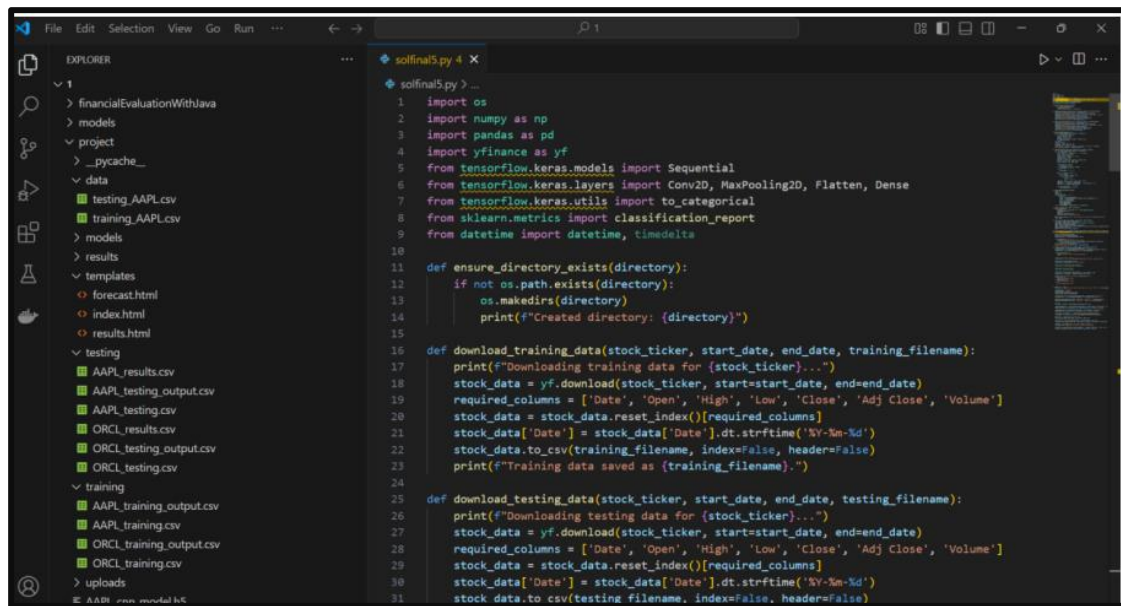 File Edit Selection View Go Run ... 1
EXPLORER ...
1
financialEvaluationWithJava
models
project
__pycache__
data
testing_AAPL.csv
training_AAPL.csv
models
results
templates
forecast.html
index.html
results.html
testing
AAPL_results.csv
AAPL_testing_output.csv
AAPL_testing.csv
ORCL_results.csv
ORCL_testing_output.csv
ORCL_testing.csv
training
AAPL_training_output.csv
AAPL_training.csv
ORCL_training_output.csv
ORCL_training.csv
uploads
AAPL_cnn_model.h5
solfinal5.py 4
solfinal5.py > ...
1 import os
2 import numpy as np
3 import pandas as pd
4 import yfinance as yf
5 from tensorflow.keras.models import Sequential
6 from tensorflow.keras.layers import Conv2D, MaxPooling2D, Flatten, Dense
7 from tensorflow.keras.utils import to_categorical
8 from sklearn.metrics import classification_report
9 from datetime import datetime, timedelta
10
11 def ensure_directory_exists(directory):
12 if not os.path.exists(directory):
13 os.makedirs(directory)
14 print(f"Created directory: {directory}")
15
16 def download_training_data(stock_ticker, start_date, end_date, training_filename):
17 print(f"Downloading training data for {stock_ticker}...")
18 stock_data = yf.download(stock_ticker, start=start_date, end=end_date)
19 required_columns = ['Date', 'Open', 'High', 'Low', 'Close', 'Adj Close', 'Volume']
20 stock_data = stock_data.reset_index()[required_columns]
21 stock_data['Date'] = stock_data['Date'].dt.strftime('%Y-%m-%d')
22 stock_data.to_csv(training_filename, index=False, header=False)
23 print(f"Training data saved as {training_filename}.")
24
25 def download_testing_data(stock_ticker, start_date, end_date, testing_filename):
26 print(f"Downloading testing data for {stock_ticker}...")
27 stock_data = yf.download(stock_ticker, start=start_date, end=end_date)
28 required_columns = ['Date', 'Open', 'High', 'Low', 'Close', 'Adj Close', 'Volume']
29 stock_data = stock_data.reset_index()[required_columns]
30 stock_data['Date'] = stock_data['Date'].dt.strftime('%Y-%m-%d')
31 stock_data.to_csv(testing_filename, index=False, header=False)